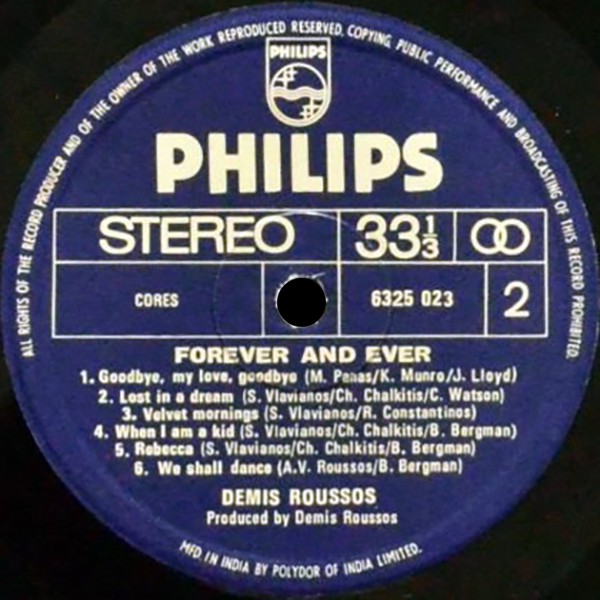 ALL RIGHTS OF THE RECORD PRODUCER AND OF THE OWNER OF THE WORK REPRODUCED RESERVED. COPYING, PUBLIC PERFORMANCE AND BROADCASTING OF THIS RECORD PROHIBITED.
PHILIPS
PHILIPS
STEREO 33⅓
CORES 6325 023 2
FOREVER AND EVER
1. Goodbye, my love, goodbye (M. Panas/K. Munro/J. Lloyd)
2. Lost in a dream (S. Vlavianos/Ch. Chalkitis/C. Watson)
3. Velvet mornings (S. Vlavianos/R. Constantinos)
4. When I am a kid (S. Vlavianos/Ch. Chalkitis/B. Bergman)
5. Rebecca (S. Vlavianos/Ch. Chalkitis/B. Bergman)
6. We shall dance (A.V. Roussos/B. Bergman)
DEMIS ROUSSOS
Produced by Demis Roussos
MFD. IN INDIA BY POLYDOR OF INDIA LIMITED.